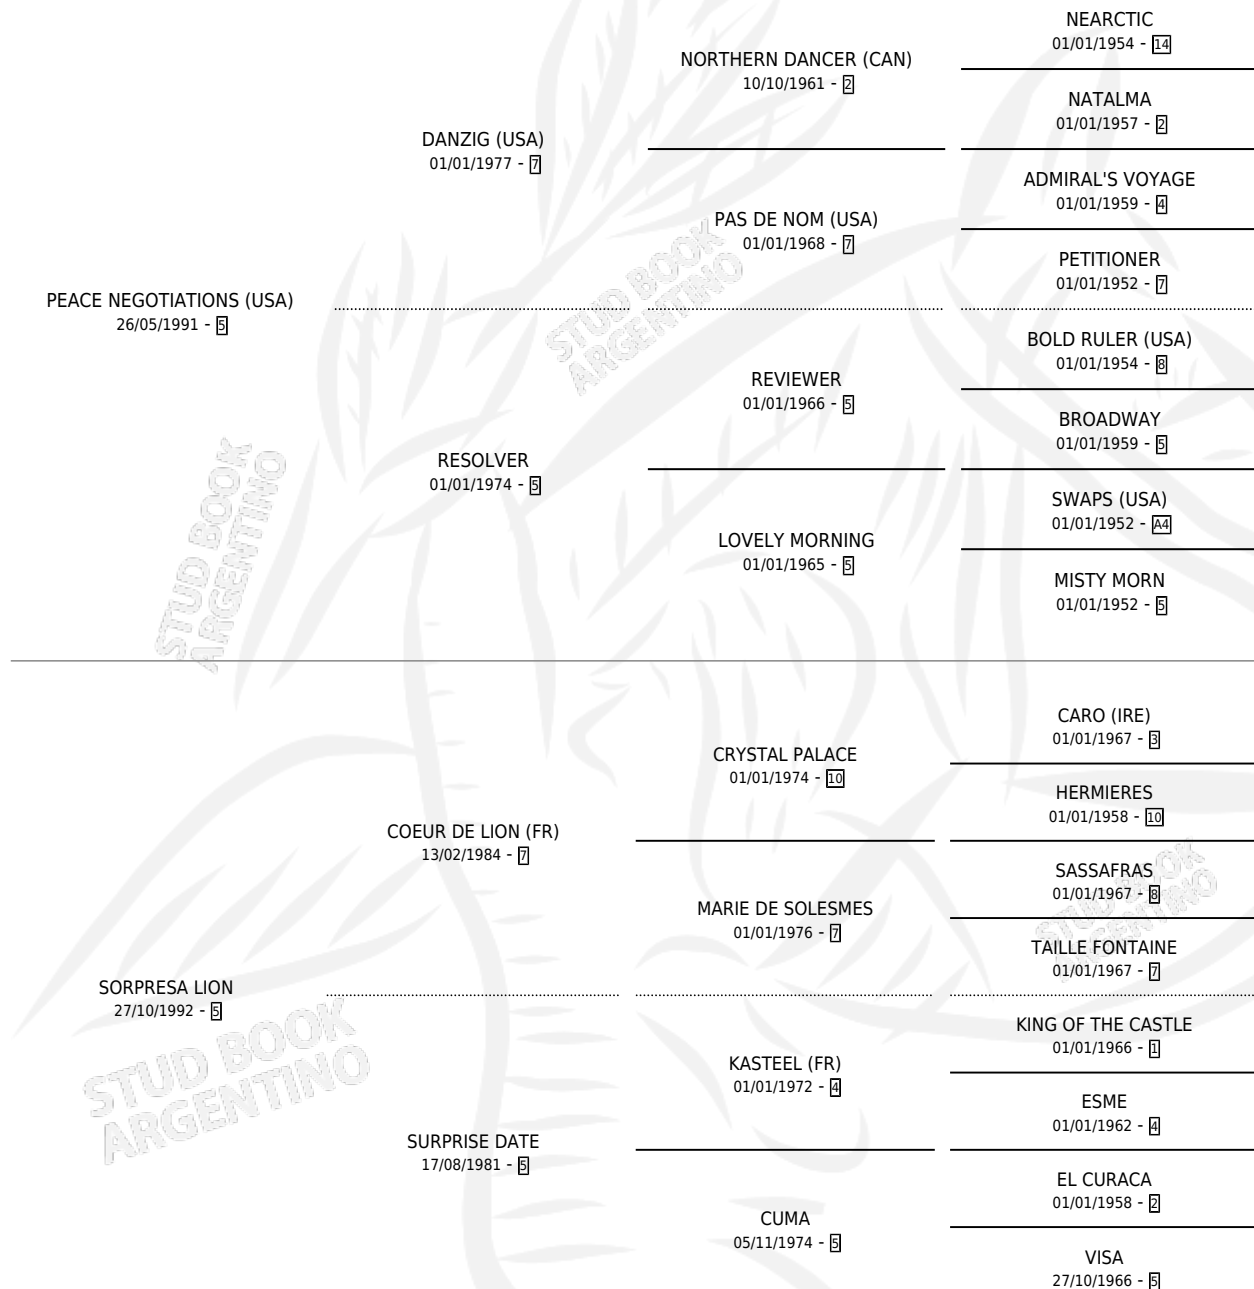 NEARCTIC
01/01/1954 - 14
NORTHERN DANCER (CAN)
10/10/1961 - 2
NATALMA
01/01/1957 - 2
DANZIG (USA)
01/01/1977 - 7
ADMIRAL'S VOYAGE
01/01/1959 - 4
PAS DE NOM (USA)
01/01/1968 - 7
PETITIONER
01/01/1952 - 7
PEACE NEGOTIATIONS (USA)
26/05/1991 - 5
BOLD RULER (USA)
01/01/1954 - 8
REVIEWER
01/01/1966 - 5
BROADWAY
01/01/1959 - 5
RESOLVER
01/01/1974 - 5
SWAPS (USA)
01/01/1952 - A4
LOVELY MORNING
01/01/1965 - 5
MISTY MORN
01/01/1952 - 5
CARO (IRE)
01/01/1967 - 3
CRYSTAL PALACE
01/01/1974 - 10
HERMIERES
01/01/1958 - 10
COEUR DE LION (FR)
13/02/1984 - 7
SASSAFRAS
01/01/1967 - 8
MARIE DE SOLESMES
01/01/1976 - 7
TAILLE FONTAINE
01/01/1967 - 7
SORPRESA LION
27/10/1992 - 5
KING OF THE CASTLE
01/01/1966 - 1
KASTEEL (FR)
01/01/1972 - 4
ESME
01/01/1962 - 4
SURPRISE DATE
17/08/1981 - 5
EL CURACA
01/01/1958 - 2
CUMA
05/11/1974 - 5
VISA
27/10/1966 - 5
STUD BOOK
ARGENTINO
STUD BOOK
ARGENTINO
STUD BOOK
ARGENTINO
STUD BOOK
ARGENTINO